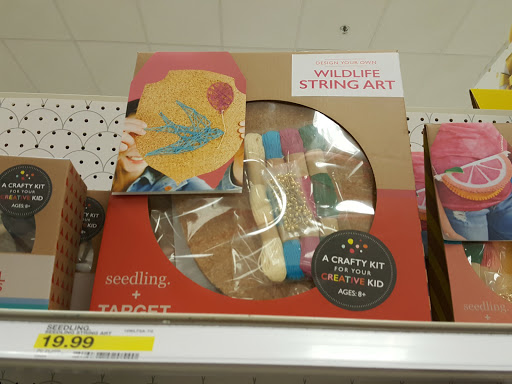 DESIGN YOUR OWN
WILDLIFE
STRING ART
A CRAFTY KIT
FOR YOUR
CREATIVE KID
AGES: 8+
seedling.
+
TARGET
A CRAFTY KIT
FOR YOUR
CREATIVE KID
AGES: 8+
seedling.
+
SEEDLING.
SEEDLING STRING ART
19.99